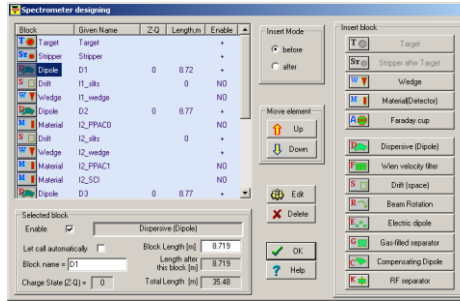 Spectrometer designing
Block Given Name Z-Q Length,m Enable
T Target Target +
ST Stripper Stripper +
D Dipole D1 0 8.72 +
S Drift I1_slits 0 NO
W Wedge I1_wedge NO
D Dipole D2 0 8.77 +
M Material I2_PPAC0 NO
S Drift I2_slits 0 +
W Wedge I2_wedge +
M Material I2_PPAC1 NO
M Material I2_SCI NO
D Dipole D3 0 8.77 +
Selected block
Enable Dispersive (Dipole)
Let call automatically Block Length [m] 8.719
Block name = D1 Length after this block [m] 8.719
Charge State (Z-Q) = 0 Total Length [m] 35.48
Insert Mode
before
after
Move element
Up
Down
Edit
Delete
OK
? Help
Insert block
T Target
ST Stripper after Target
W Wedge
M Material(Detector)
A Faraday cup
D Dispersive (Dipole)
F Wien velocity filter
S Drift (space)
R Beam Rotation
E Electric dipole
G Gas-filled separator
C Compensating Dipole
K RF separator